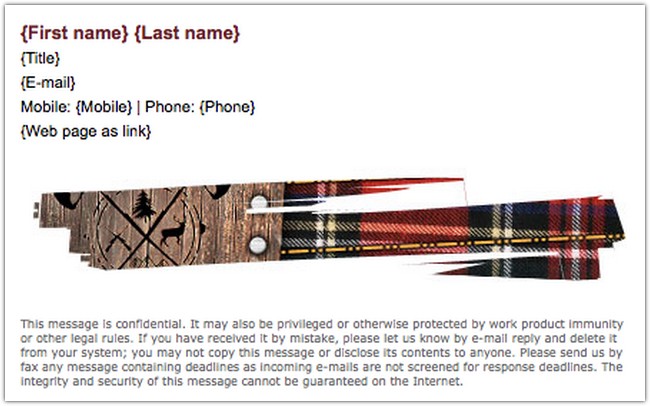 {First name} {Last name}
{Title}
{E-mail}
Mobile: {Mobile} | Phone: {Phone}
{Web page as link}
This message is confidential. It may also be privileged or otherwise protected by work product immunity
or other legal rules. If you have received it by mistake, please let us know by e-mail reply and delete it
from your system; you may not copy this message or disclose its contents to anyone. Please send us by
fax any message containing deadlines as incoming e-mails are not screened for response deadlines. The
integrity and security of this message cannot be guaranteed on the Internet.